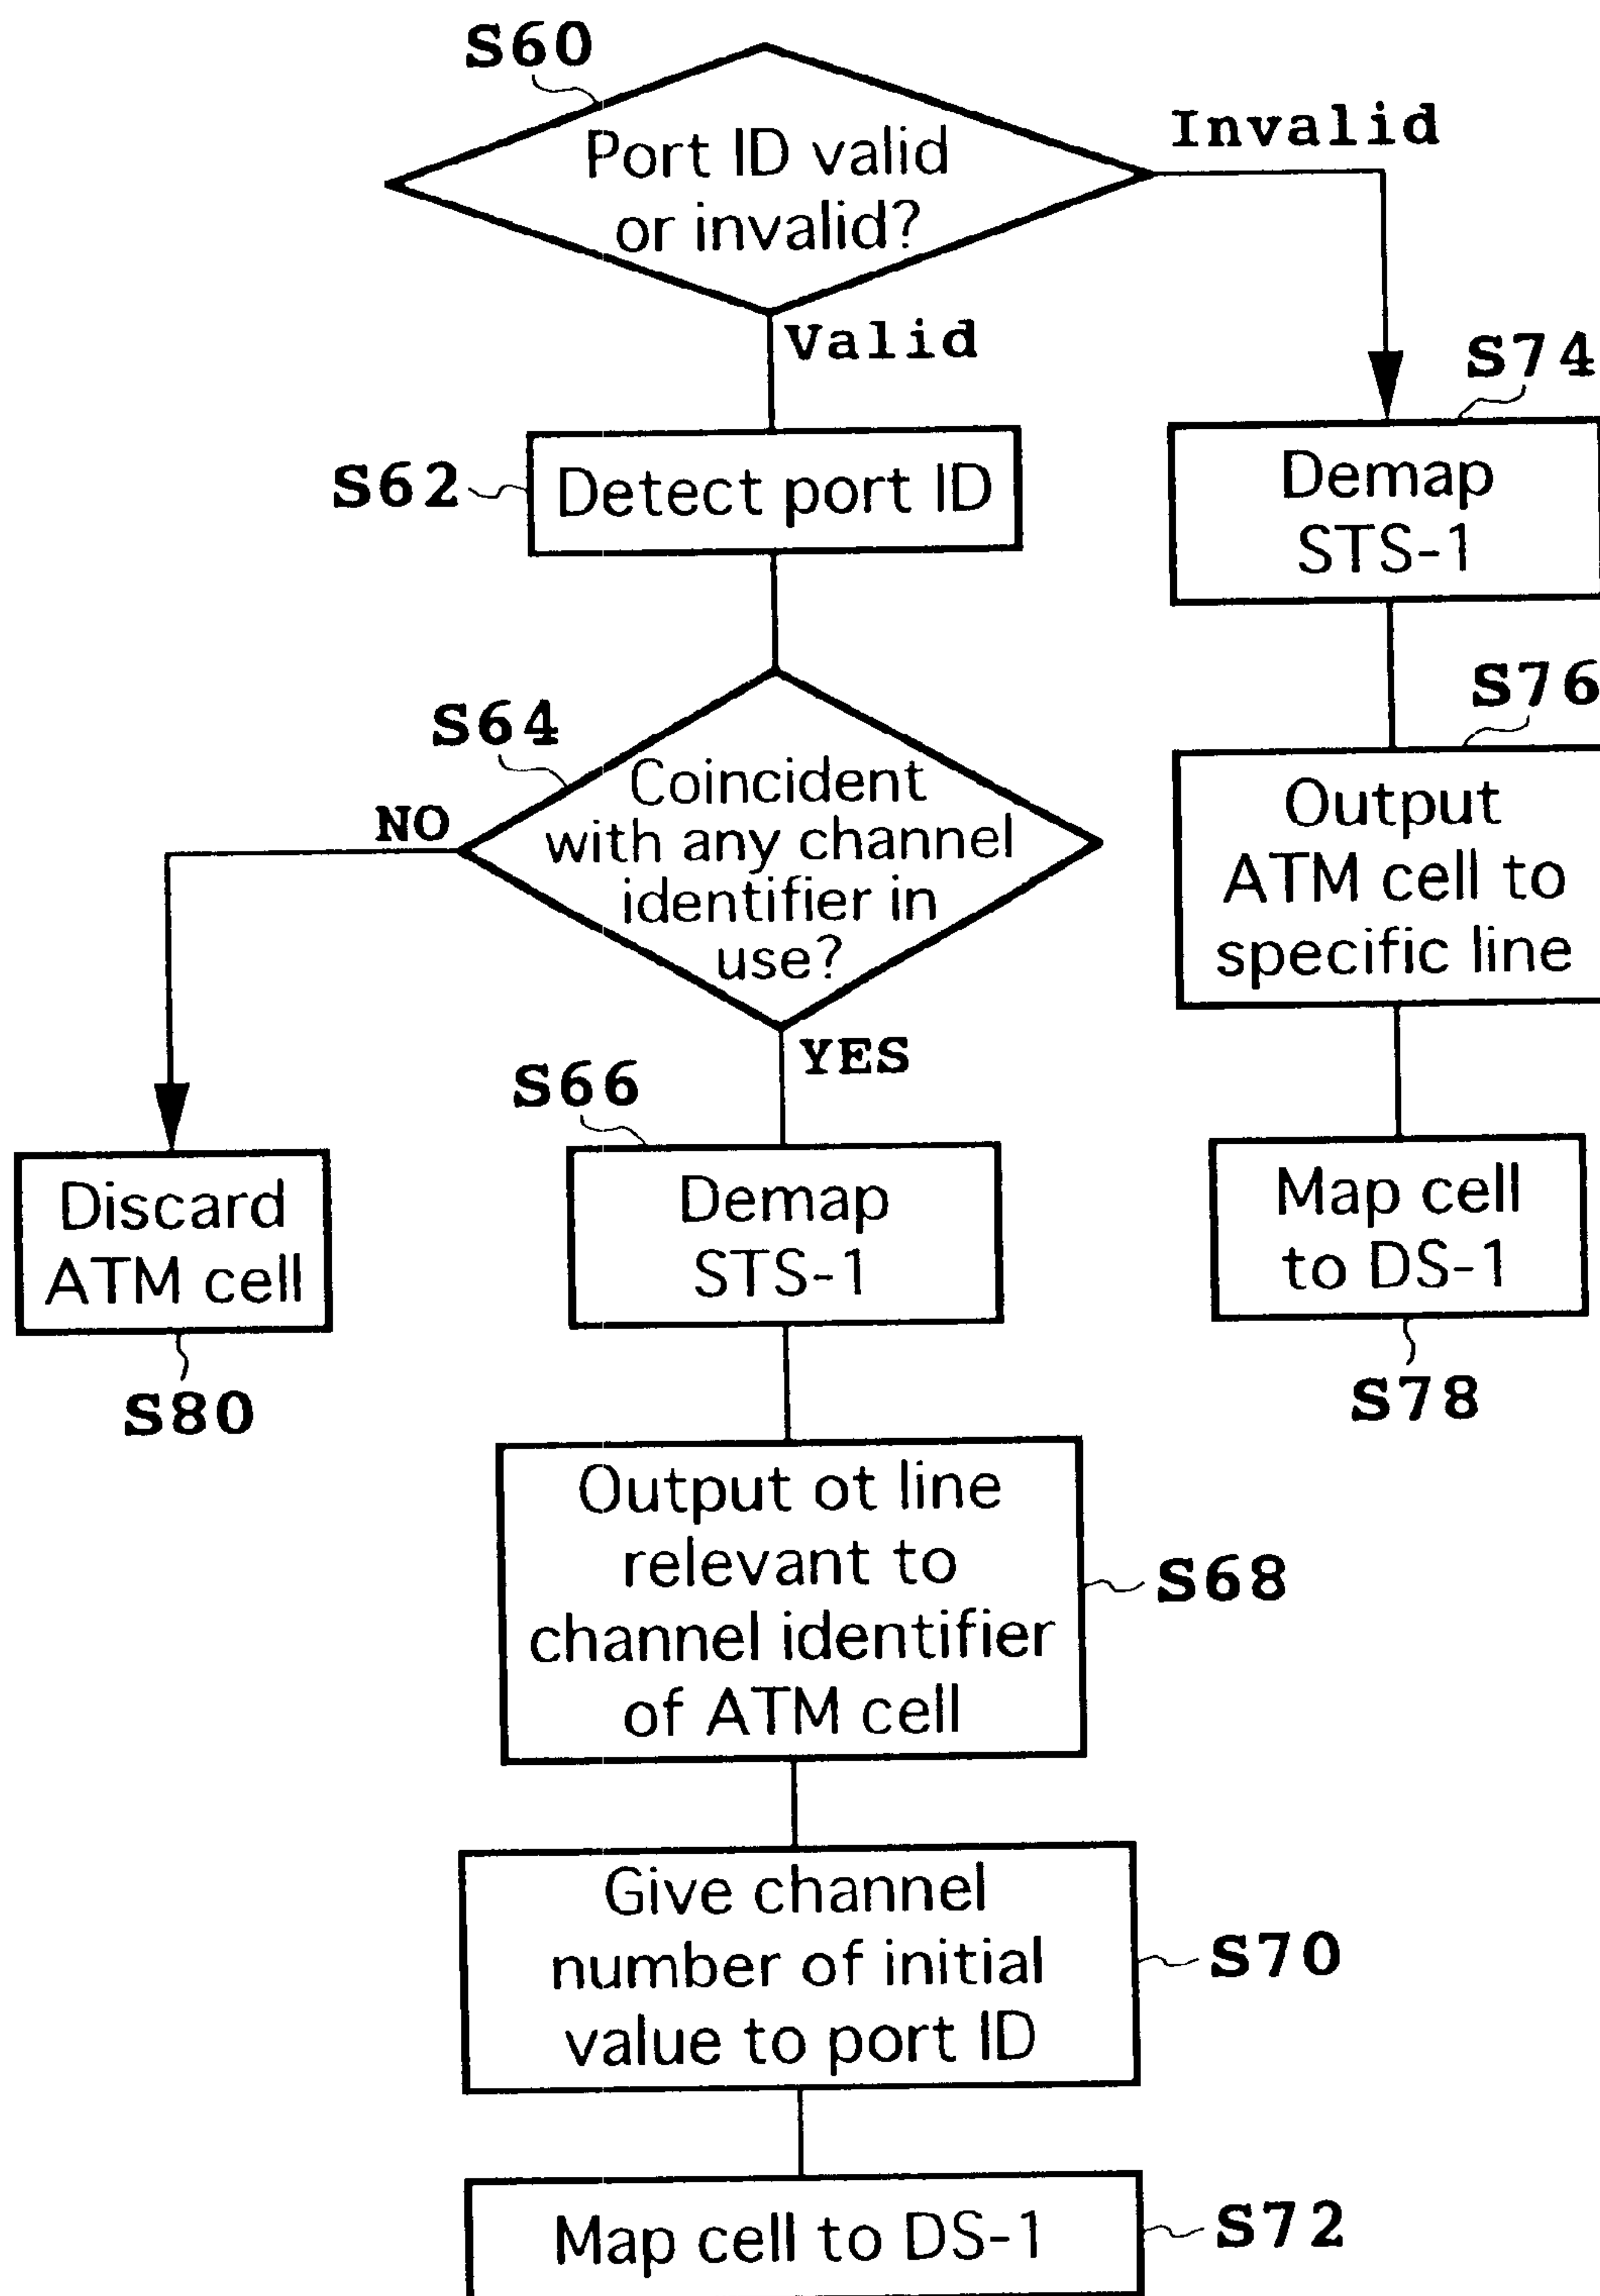 S60
Port ID valid
or invalid?
Invalid
Valid
S62
Detect port ID
S74
Demap
STS-1
S64
Coincident
with any channel
identifier in
use?
NO
YES
S76
Output
ATM cell to
specific line
S66
Demap
STS-1
Discard
ATM cell
S80
Map cell
to DS-1
S78
Output ot line
relevant to
channel identifier
of ATM cell
S68
Give channel
number of initial
value to port ID
S70
Map cell to DS-1
S72